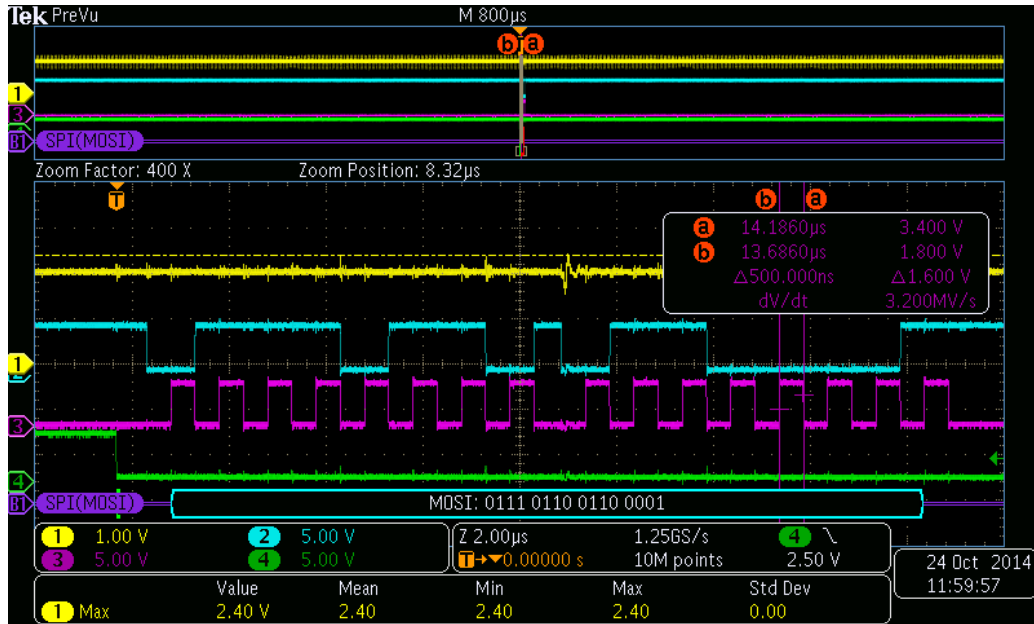 Tek PreVu M 800µs
b a
1
3
4
B1 SPI(MOSI)
Zoom Factor: 400 X Zoom Position: 8.32µs
T b a
a 14.1860µs 3.400 V
b 13.6860µs 1.800 V
Δ500.000ns Δ1.600 V
dV/dt 3.200MV/s
1
2
3
4
B1 SPI(MOSI) MOSI: 0111 0110 0110 0001
1 1.00 V 2 5.00 V Z 2.00µs 1.25GS/s 4 \
3 5.00 V 4 5.00 V T→▼0.00000 s 10M points 2.50 V
24 Oct 2014
11:59:57
Value Mean Min Max Std Dev
1 Max 2.40 V 2.40 2.40 2.40 0.00